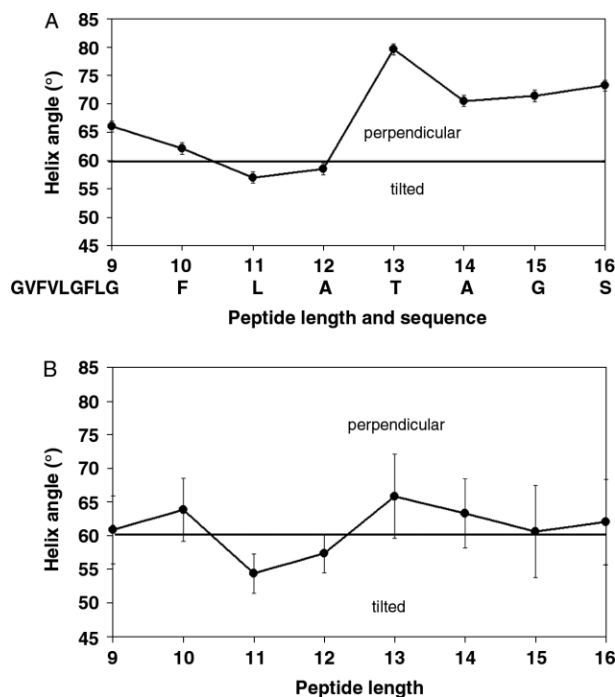 A
85
80
75
70
65
60
55
50
45
Helix angle (°)
perpendicular
tilted
9 10 11 12 13 14 15 16
GVFVLGFLG F L A T A G S
Peptide length and sequence
B
85
80
75
70
65
60
55
50
45
Helix angle (°)
perpendicular
tilted
9 10 11 12 13 14 15 16
Peptide length